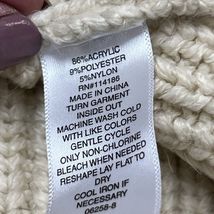 86%ACRYLIC
9%POLYESTER
5%NYLON
RN#114186
MADE IN CHINA
TURN GARMENT
INSIDE OUT
MACHINE WASH COLD
WITH LIKE COLORS
GENTLE CYCLE
ONLY NON-CHLORINE
BLEACH WHEN NEEDED
RESHAPE LAY FLAT TO
DRY
COOL IRON IF
NECESSARY
06258-8